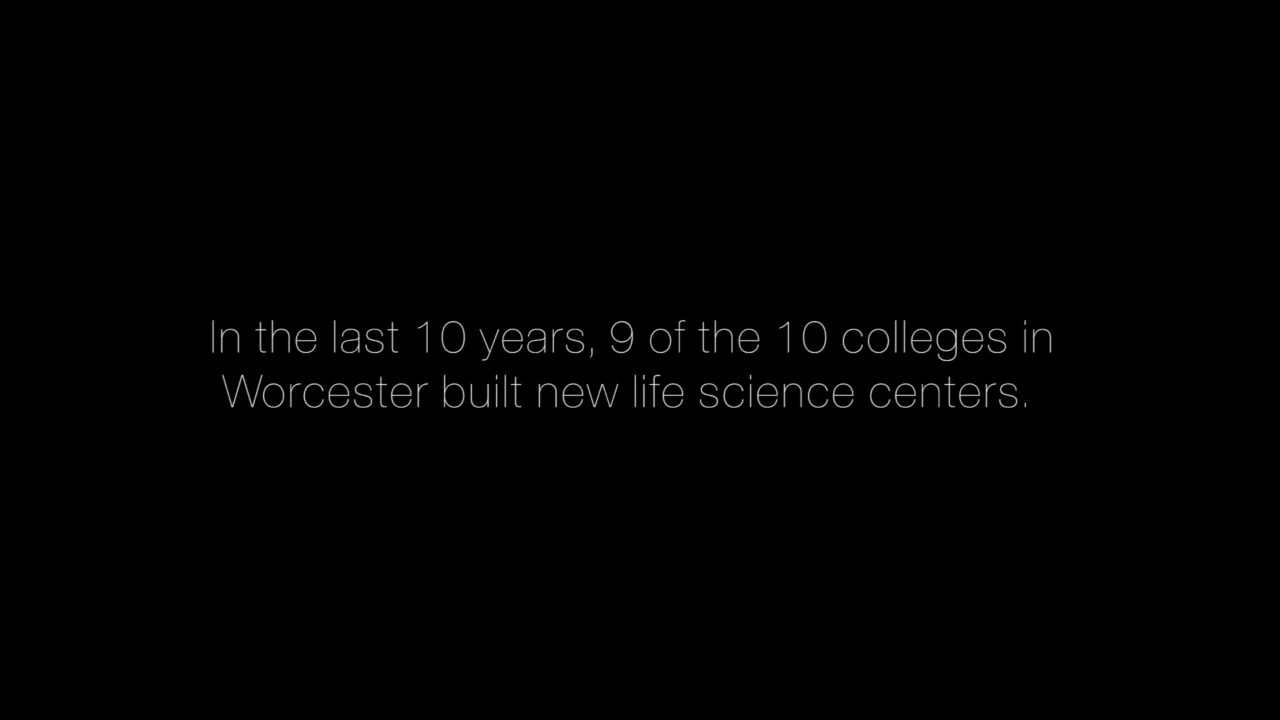 In the last 10 years, 9 of the 10 colleges in
Worcester built new life science centers.